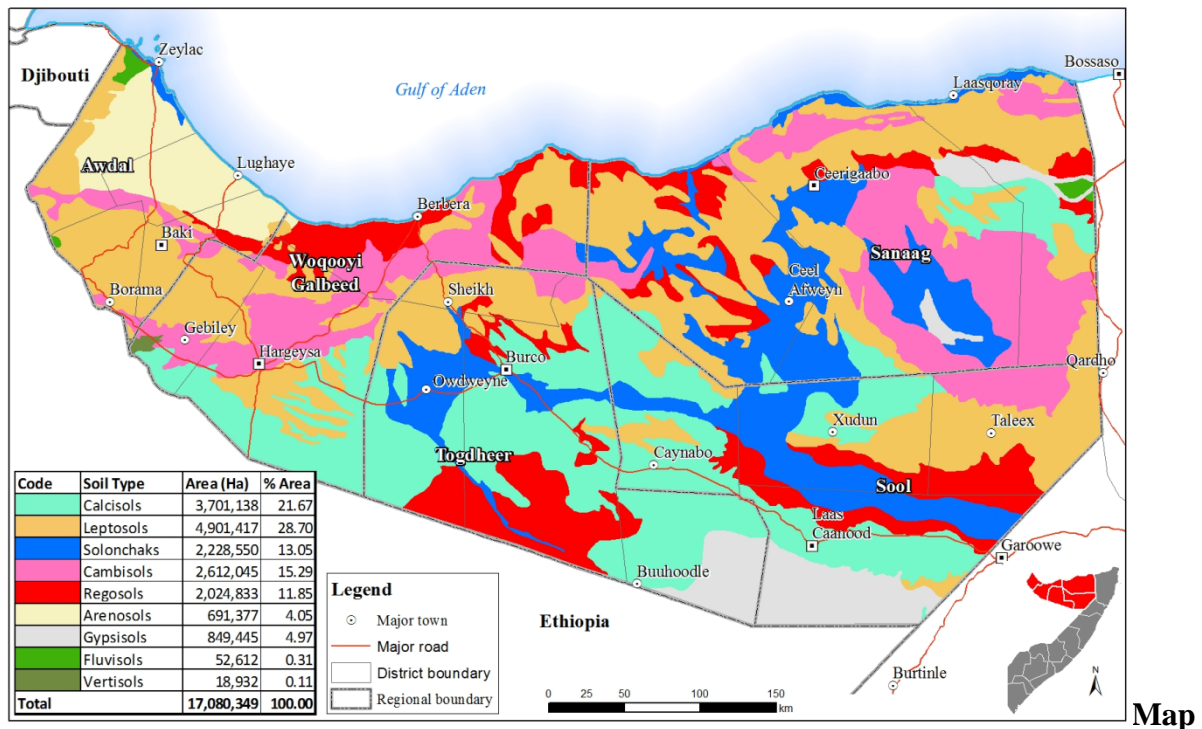 Zeylac
Bossaso
Djibouti
Gulf of Aden
Laasqoray
Awdal
Lughaye
Ceerigaabo
Berbera
Baki
Sanaag
Woqooyi
Galbeed
Ceel
Afweyn
Borama
Sheikh
Gebiley
Hargeysa
Burco
Qardho
Owdweyne
Xudun
Taleex
Togdheer
Caynabo
Sool
Laas
Caanood
Garoowe
Buuhoodle
Ethiopia
Burtinle
Code Soil Type Area (Ha) % Area
Calcisols 3,701,138 21.67
Leptosols 4,901,417 28.70
Solonchaks 2,228,550 13.05
Cambisols 2,612,045 15.29
Regosols 2,024,833 11.85
Arenosols 691,377 4.05
Gypsisols 849,445 4.97
Fluvisols 52,612 0.31
Vertisols 18,932 0.11
Total 17,080,349 100.00
Legend
Major town
Major road
District boundary
Regional boundary
0 25 50 100 150
km
N
Map